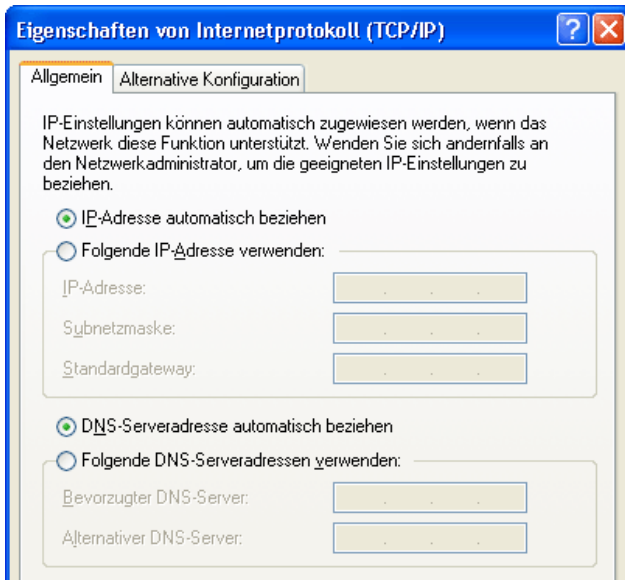 Eigenschaften von Internetprotokoll (TCP/IP)
Allgemein
Alternative Konfiguration
IP-Einstellungen können automatisch zugewiesen werden, wenn das
Netzwerk diese Funktion unterstützt. Wenden Sie sich andernfalls an
den Netzwerkadministrator, um die geeigneten IP-Einstellungen zu
beziehen.
IP-Adresse automatisch beziehen
Folgende IP-Adresse verwenden:
IP-Adresse:
Subnetzmaske:
Standardgateway:
DNS-Serveradresse automatisch beziehen
Folgende DNS-Serveradressen verwenden:
Bevorzugter DNS-Server:
Alternativer DNS-Server: